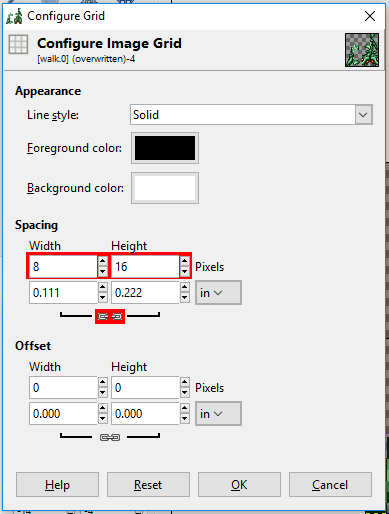 Configure Grid
Configure Image Grid
[walk.0] (overwritten)-4
Appearance
Line style: Solid
Foreground color:
Background color:
Spacing
Width Height
8 16 Pixels
0.111 0.222 in
Offset
Width Height
0 0 Pixels
0.000 0.000 in
Help Reset OK Cancel